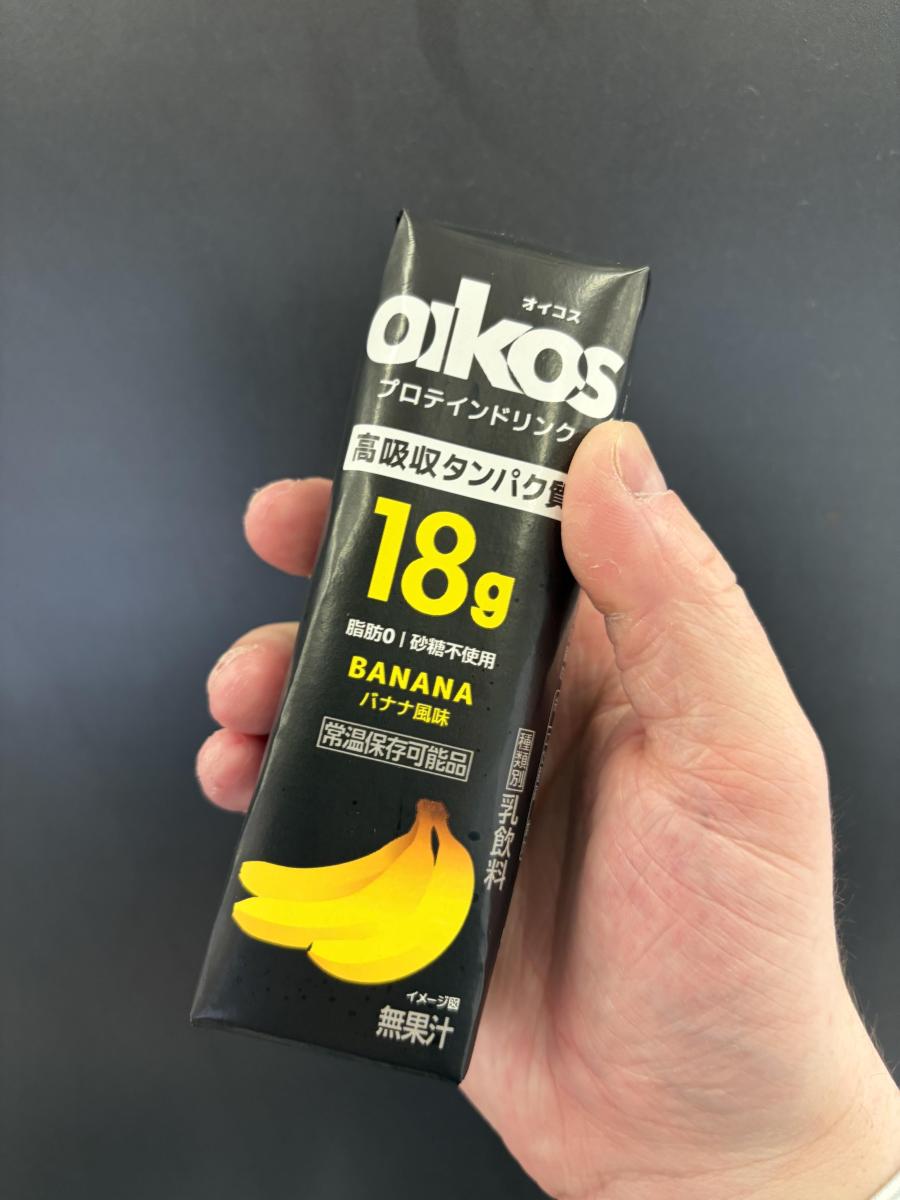 オイコス
oikos
プロテインドリンク
高吸収タンパク質
18g
脂肪0 | 砂糖不使用
BANANA
バナナ風味
常温保存可能品
種類別
乳飲料
イメージ図
無果汁